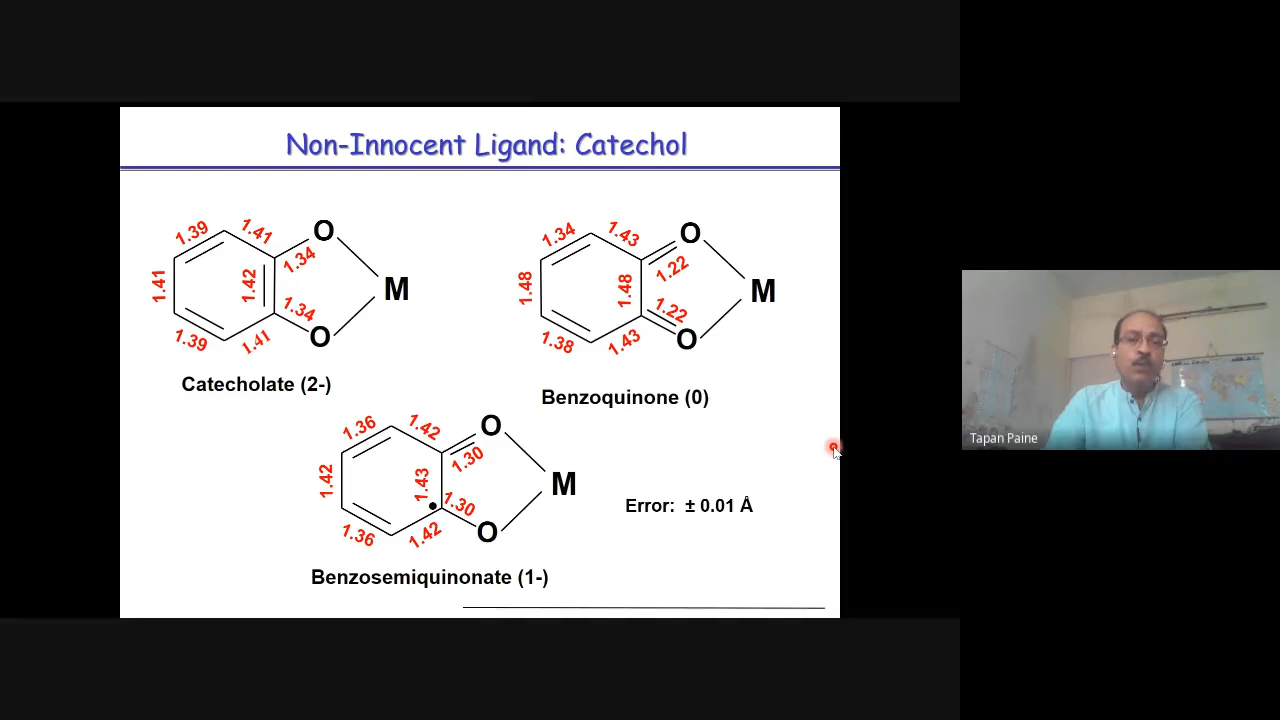 Non-Innocent Ligand: Catechol
1.39
1.41
O
1.34
1.41
1.42
M
1.34
1.39
1.41
O
Catecholate (2-)
1.34
1.43
O
1.22
1.48
1.48
M
1.22
1.38
1.43
O
Benzoquinone (0)
1.36
1.42
O
1.30
1.42
1.43
M
1.30
1.36
1.42
O
Benzosemiquinonate (1-)
Error: ± 0.01 Å
Tapan Paine